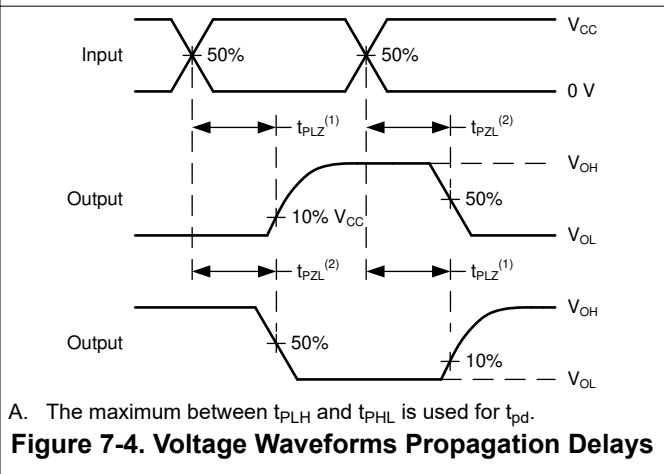 V_CC
Input
50%
50%
0 V
t_PLZ^(1)
t_PZL^(2)
V_OH
Output
50%
10% V_CC
V_OL
t_PZL^(2)
t_PLZ^(1)
V_OH
Output
50%
10%
V_OL
A. The maximum between t_PLH and t_PHL is used for t_pd.
Figure 7-4. Voltage Waveforms Propagation Delays